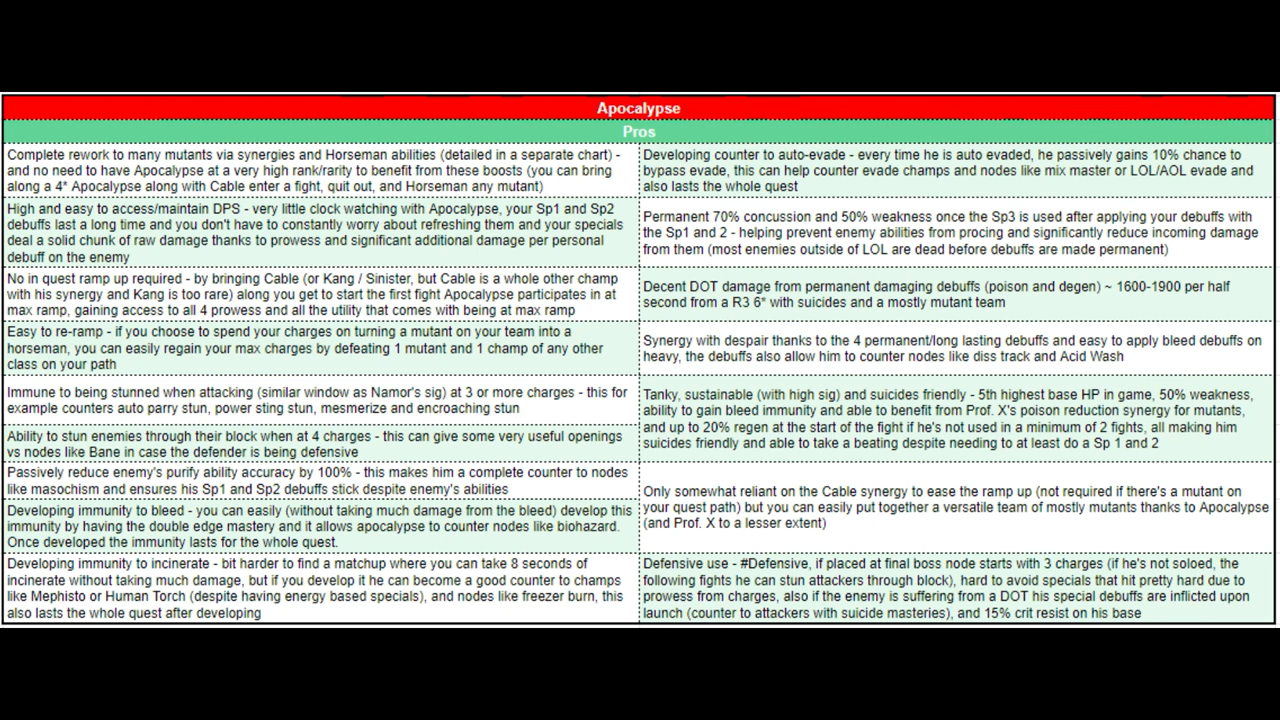 Apocalypse
Pros
Complete rework to many mutants via synergies and Horseman abilities (detailed in a separate chart) -
and no need to have Apocalypse at a very high rank/rarity to benefit from these boosts (you can bring
along a 4* Apocalypse along with Cable enter a fight, quit out, and Horseman any mutant)
High and easy to access/maintain DPS - very little clock watching with Apocalypse, your Sp1 and Sp2
debuffs last a long time and you don't have to constantly worry about refreshing them and your specials
deal a solid chunk of raw damage thanks to prowess and significant additional damage per personal
debuff on the enemy
No in quest ramp up required - by bringing Cable (or Kang / Sinister, but Cable is a whole other champ
with his synergy and Kang is too rare) along you get to start the first fight Apocalypse participates in at
max ramp, gaining access to all 4 prowess and all the utility that comes with being at max ramp
Easy to re-ramp - if you choose to spend your charges on turning a mutant on your team into a
horseman, you can easily regain your max charges by defeating 1 mutant and 1 champ of any other
class on your path
Immune to being stunned when attacking (similar window as Namor's sig) at 3 or more charges - this for
example counters auto parry stun, power sting stun, mesmerize and encroaching stun
Ability to stun enemies through their block when at 4 charges - this can give some very useful openings
vs nodes like Bane in case the defender is being defensive
Passively reduce enemy's purify ability accuracy by 100% - this makes him a complete counter to nodes
like masochism and ensures his Sp1 and Sp2 debuffs stick despite enemy's abilities
Developing immunity to bleed - you can easily (without taking much damage from the bleed) develop this
immunity by having the double edge mastery and it allows apocalypse to counter nodes like biohazard.
Once developed the immunity lasts for the whole quest.
Developing immunity to incinerate - bit harder to find a matchup where you can take 8 seconds of
incinerate without taking much damage, but if you develop it he can become a good counter to champs
like Mephisto or Human Torch (despite having energy based specials), and nodes like freezer burn, this
also lasts the whole quest after developing
Developing counter to auto-evade - every time he is auto evaded, he passively gains 10% chance to
bypass evade, this can help counter evade champs and nodes like mix master or LOL/AOL evade and
also lasts the whole quest
Permanent 70% concussion and 50% weakness once the Sp3 is used after applying your debuffs with
the Sp1 and 2 - helping prevent enemy abilities from procing and significantly reduce incoming damage
from them (most enemies outside of LOL are dead before debuffs are made permanent)
Decent DOT damage from permanent damaging debuffs (poison and degen) ~ 1600-1900 per half
second from a R3 6* with suicides and a mostly mutant team
Synergy with despair thanks to the 4 permanent/long lasting debuffs and easy to apply bleed debuffs on
heavy, the debuffs also allow him to counter nodes like diss track and Acid Wash
Tanky, sustainable (with high sig) and suicides friendly - 5th highest base HP in game, 50% weakness,
ability to gain bleed immunity and able to benefit from Prof. X's poison reduction synergy for mutants,
and up to 20% regen at the start of the fight if he's not used in a minimum of 2 fights, all making him
suicides friendly and able to take a beating despite needing to at least do a Sp 1 and 2
Only somewhat reliant on the Cable synergy to ease the ramp up (not required if there's a mutant on
your quest path) but you can easily put together a versatile team of mostly mutants thanks to Apocalypse
(and Prof. X to a lesser extent)
Defensive use - #Defensive, if placed at final boss node starts with 3 charges (if he's not soloed, the
following fights he can stun attackers through block), hard to avoid specials that hit pretty hard due to
prowess from charges, also if the enemy is suffering from a DOT his special debuffs are inflicted upon
launch (counter to attackers with suicide masteries), and 15% crit resist on his base